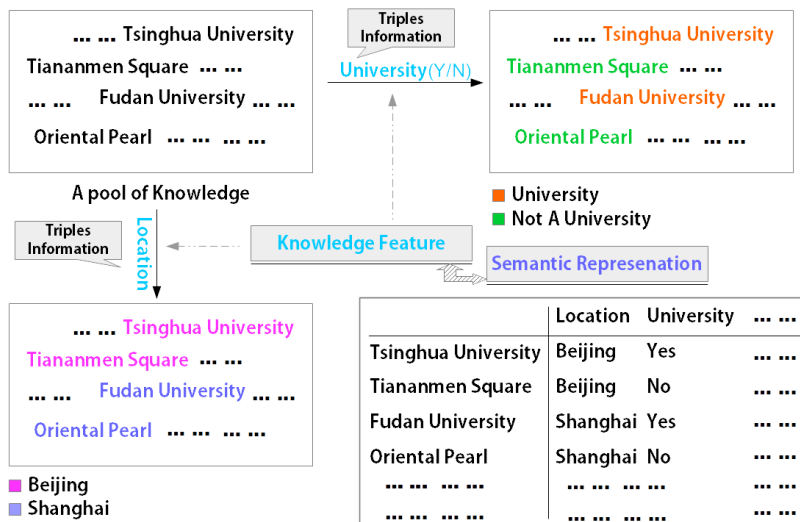 ... ... Tsinghua University
Tiananmen Square ... ...
... ... Fudan University ... ...
Oriental Pearl ... ... ... ...
A pool of Knowledge
Triples
Information
University(Y/N)
... ... Tsinghua University
Tiananmen Square ... ...
... ... Fudan University ... ...
Oriental Pearl ... ... ... ...
University
Not A University
Triples
Information
Location
Knowledge Feature
Semantic Represenation
... ... Tsinghua University
Tiananmen Square ... ...
... ... Fudan University ... ...
Oriental Pearl ... ... ... ...
Beijing
Shanghai
Location University ... ...
Tsinghua University Beijing Yes ... ...
Tiananmen Square Beijing No ... ...
Fudan University Shanghai Yes ... ...
Oriental Pearl Shanghai No ... ...
... ... ... ... ... ... ... ... ... ...
... ... ... ... ... ... ... ... ... ...